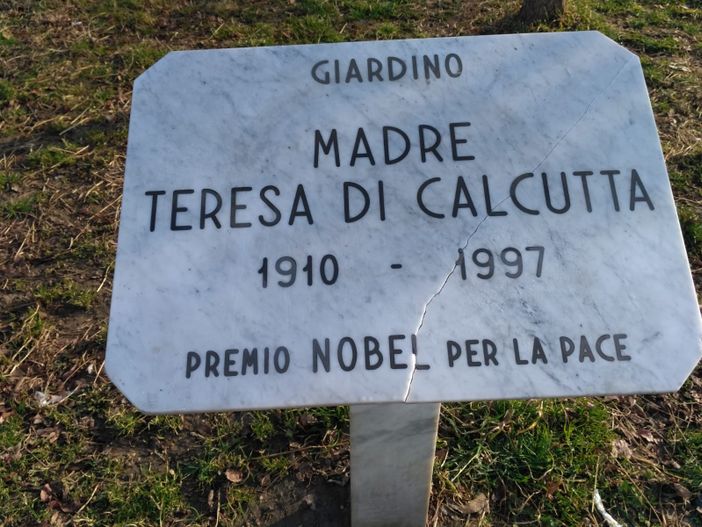 GIARDINO
MADRE
TERESA DI CALCUTTA
1910 - 1997
PREMIO NOBEL PER LA PACE